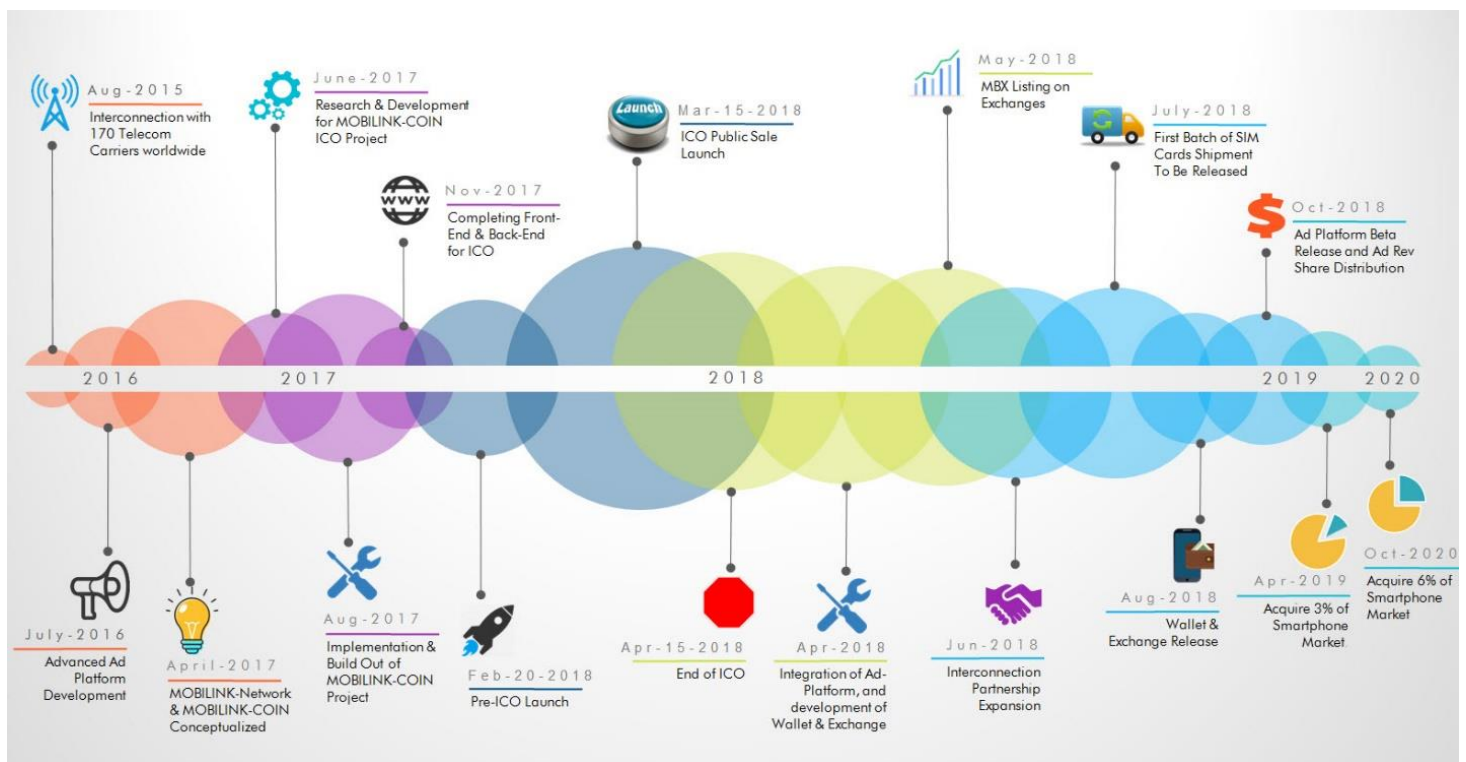 Aug-2015
Interconnection with
170 Telecom
Carriers worldwide
June-2017
Research & Development
for MOBILINK-COIN
ICO Project
Nov-2017
Completing Front-
End & Back-End
for ICO
Launch
Mar-15-2018
ICO Public Sale
Launch
May-2018
MBX Listing on
Exchanges
July-2018
First Batch of SIM
Cards Shipment
To Be Released
Oct-2018
Ad Platform Beta
Release and Ad Rev
Share Distribution
WWW
2016
2017
2018
2019
2020
July-2016
Advanced Ad
Platform
Development
April-2017
MOBILINK-Network
& MOBILINK-COIN
Conceptualized
Aug-2017
Implementation &
Build Out of
MOBILINK-COIN
Project
Feb-20-2018
Pre-ICO Launch
Apr-15-2018
End of ICO
Apr-2018
Integration of Ad-
Platform, and
development of
Wallet & Exchange
Jun-2018
Interconnection
Partnership
Expansion
Aug-2018
Wallet &
Exchange Release
Apr-2019
Acquire 3% of
Smartphone
Market
Oct-2020
Acquire 6% of
Smartphone
Market